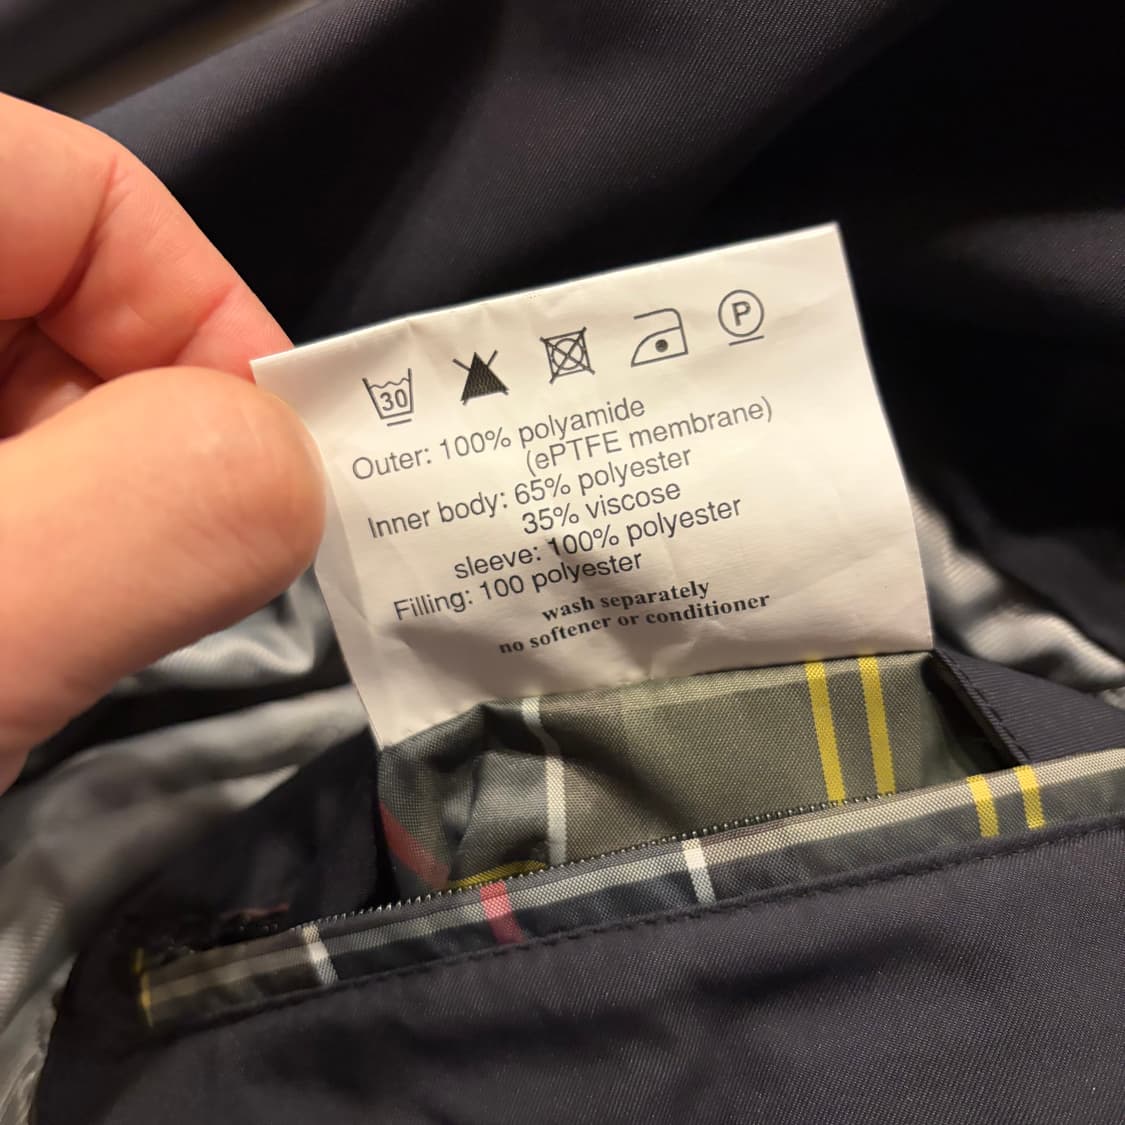 30
P
Outer: 100% polyamide
(ePTFE membrane)
Inner body: 65% polyester
35% viscose
sleeve: 100% polyester
Filling: 100 polyester
wash separately
no softener or conditioner